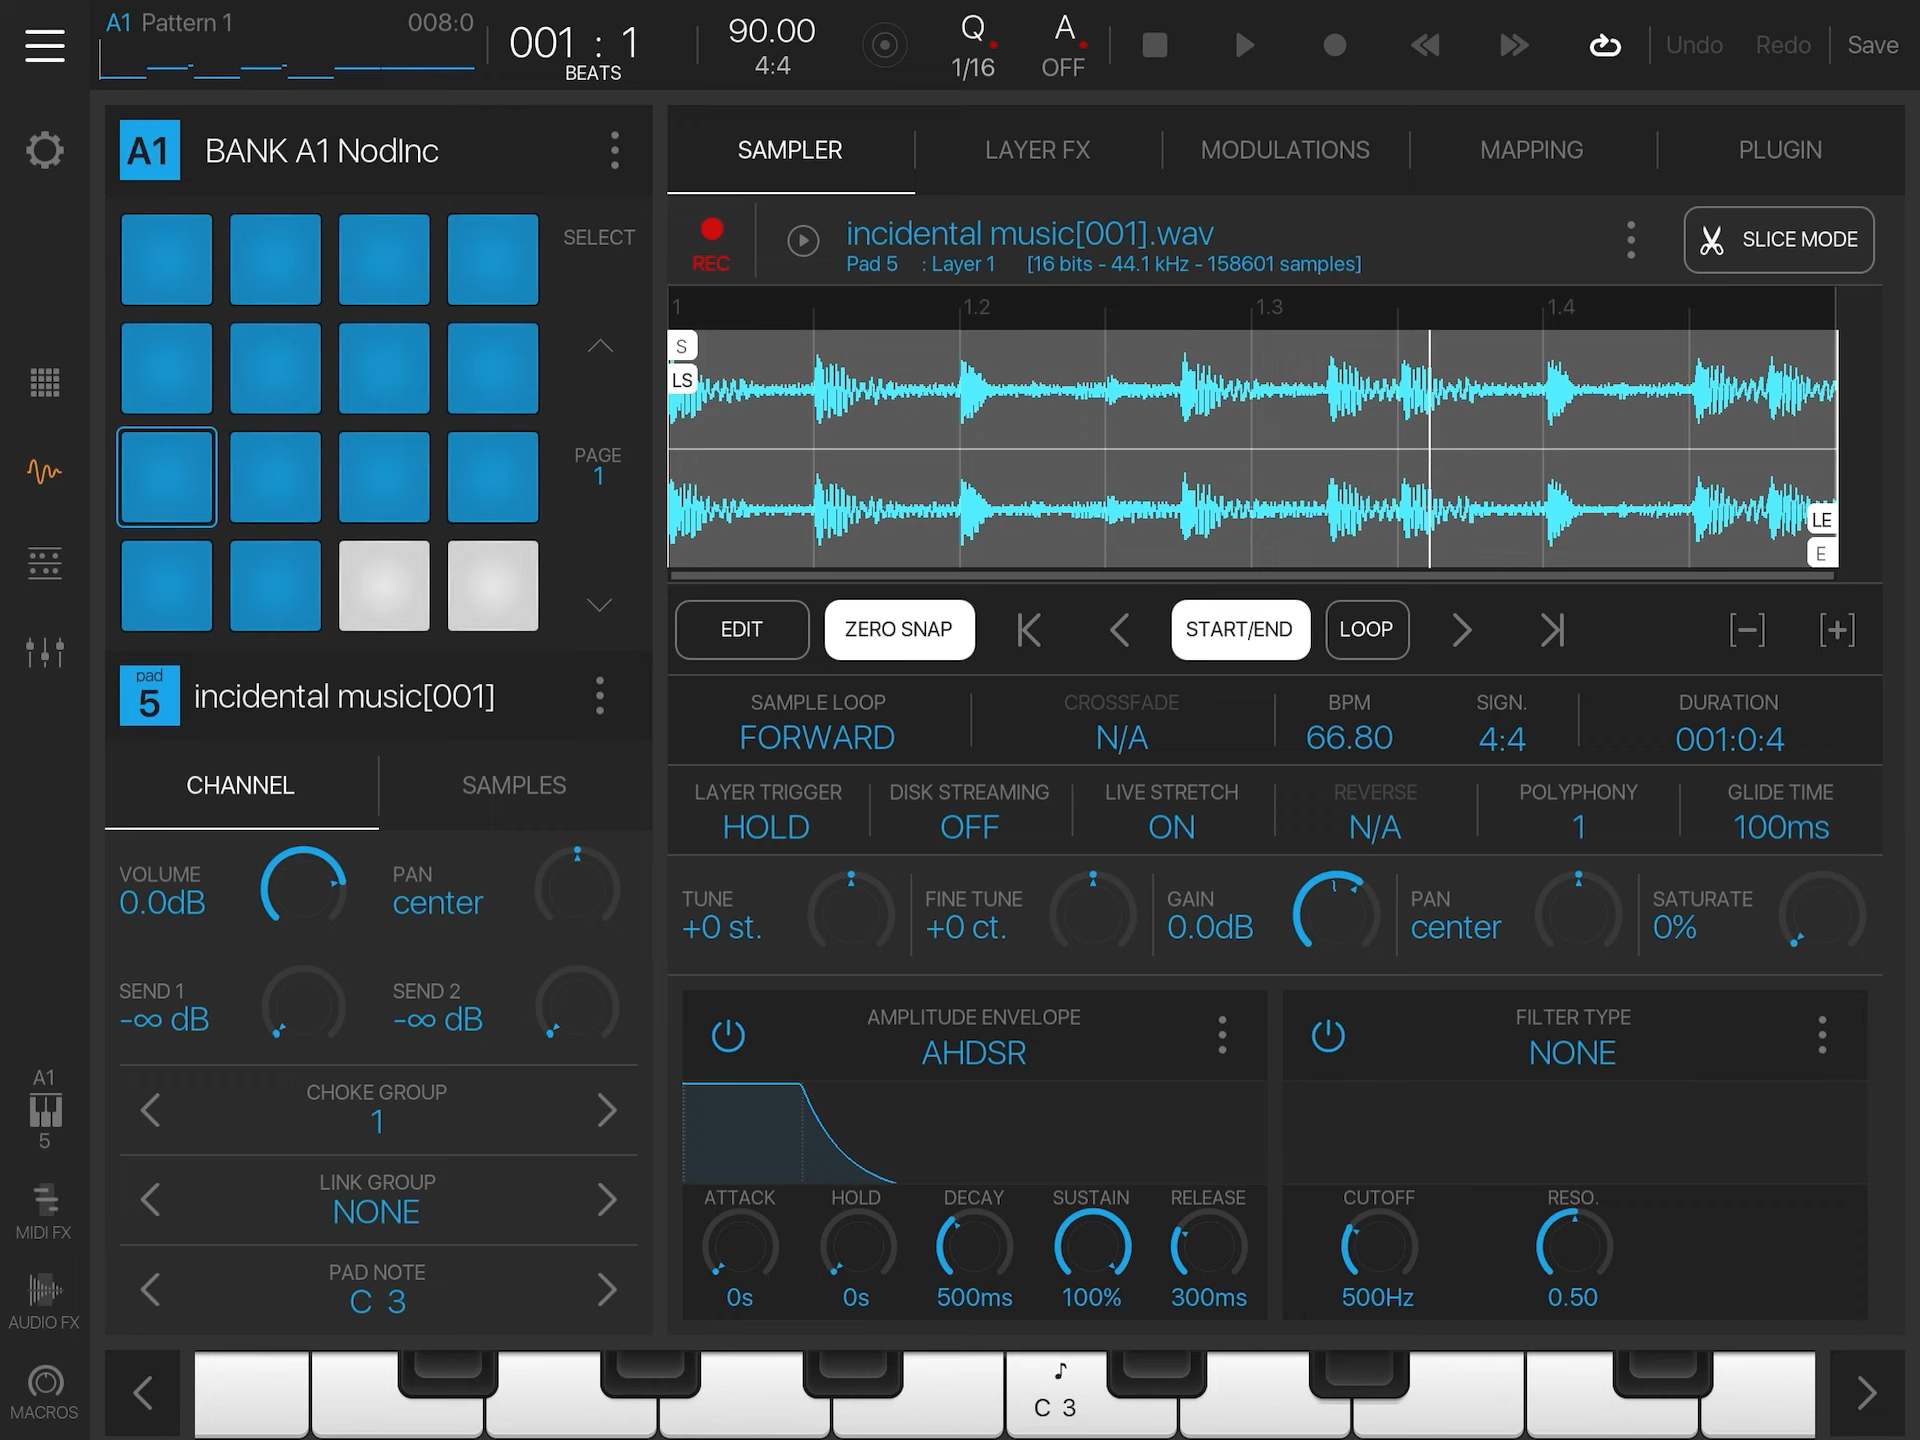 A1 Pattern 1 008:0
001 : 1
BEATS
90.00
4:4
Q
1/16
A
OFF
Undo Redo Save
A1 BANK A1 NodInc
SELECT
PAGE
1
pad
5
incidental music[001]
CHANNEL SAMPLES
VOLUME
0.0dB
PAN
center
SEND 1
-∞ dB
SEND 2
-∞ dB
CHOKE GROUP
1
LINK GROUP
NONE
PAD NOTE
C 3
A1
5
MIDI FX
AUDIO FX
MACROS
SAMPLER LAYER FX MODULATIONS MAPPING PLUGIN
REC
incidental music[001].wav
Pad 5 : Layer 1 [16 bits - 44.1 kHz - 158601 samples]
SLICE MODE
1 1.2 1.3 1.4
S
LS
LE
E
EDIT ZERO SNAP START/END LOOP [−] [+]
SAMPLE LOOP
FORWARD
CROSSFADE
N/A
BPM
66.80
SIGN.
4:4
DURATION
001:0:4
LAYER TRIGGER
HOLD
DISK STREAMING
OFF
LIVE STRETCH
ON
REVERSE
N/A
POLYPHONY
1
GLIDE TIME
100ms
TUNE
+0 st.
FINE TUNE
+0 ct.
GAIN
0.0dB
PAN
center
SATURATE
0%
AMPLITUDE ENVELOPE
AHDSR
ATTACK HOLD DECAY SUSTAIN RELEASE
0s 0s 500ms 100% 300ms
FILTER TYPE
NONE
CUTOFF RESO.
500Hz 0.50
C 3